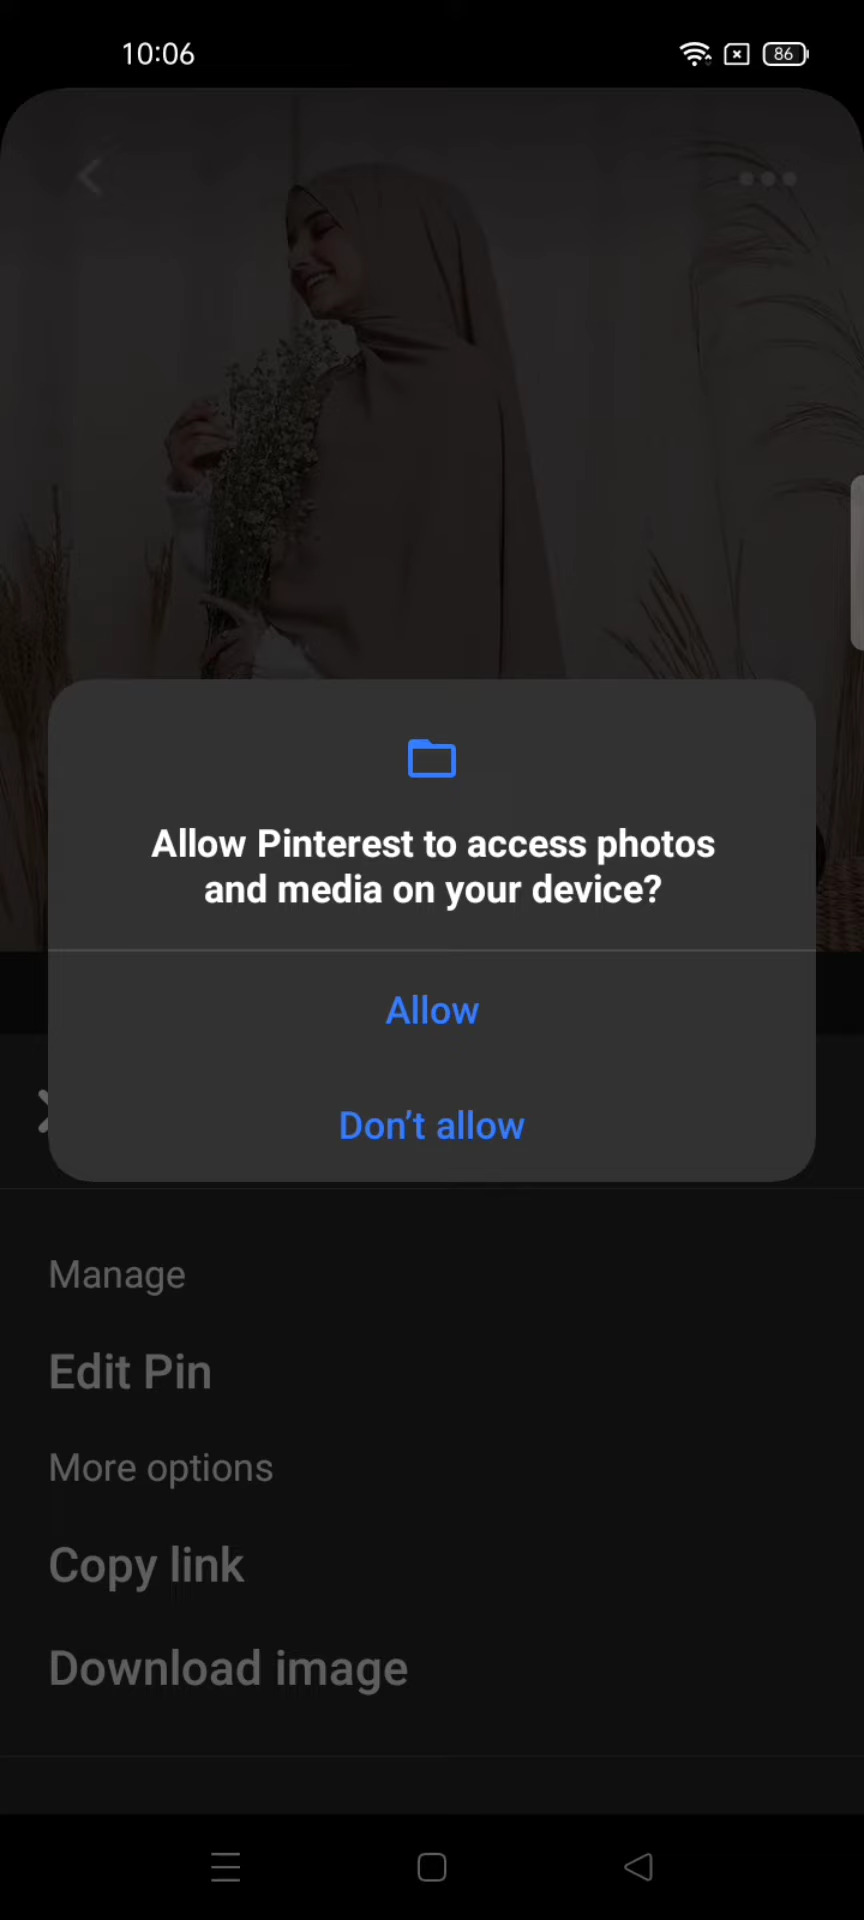 10:06
86
Allow Pinterest to access photos
and media on your device?
Allow
Don’t allow
Manage
Edit Pin
More options
Copy link
Download image